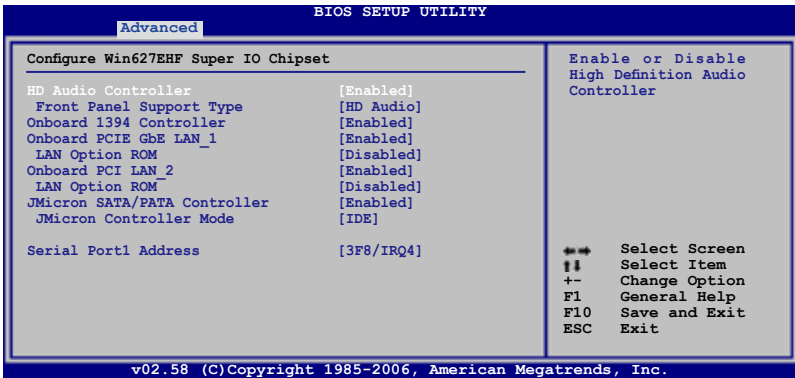 BIOS SETUP UTILITY
Advanced
Configure Win627EHF Super IO Chipset
HD Audio Controller [Enabled]
Front Panel Support Type [HD Audio]
Onboard 1394 Controller [Enabled]
Onboard PCIE GbE LAN_1 [Enabled]
LAN Option ROM [Disabled]
Onboard PCI LAN_2 [Enabled]
LAN Option ROM [Disabled]
JMicron SATA/PATA Controller [Enabled]
JMicron Controller Mode [IDE]
Serial Port1 Address [3F8/IRQ4]
Enable or Disable
High Definition Audio
Controller
←→ Select Screen
↑↓ Select Item
+- Change Option
F1 General Help
F10 Save and Exit
ESC Exit
v02.58 (C)Copyright 1985-2006, American Megatrends, Inc.